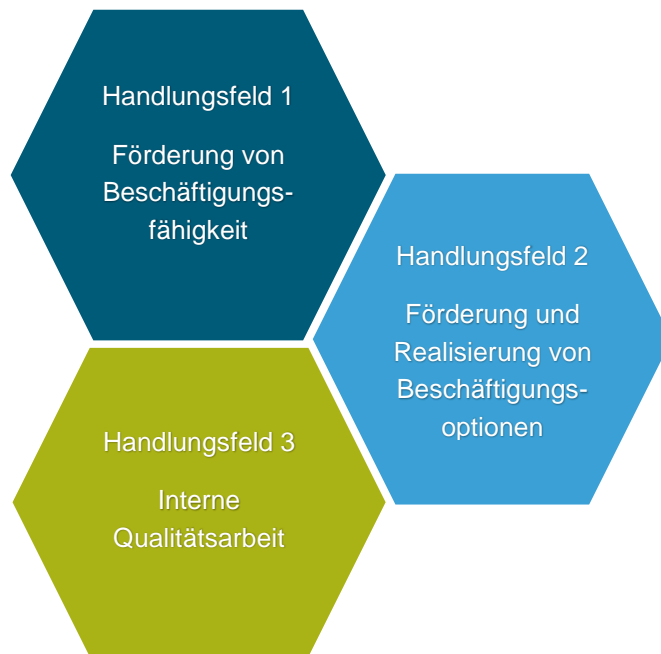 Handlungsfeld 1
Förderung von
Beschäftigungs-
fähigkeit
Handlungsfeld 2
Förderung und
Realisierung von
Beschäftigungs-
optionen
Handlungsfeld 3
Interne
Qualitätsarbeit